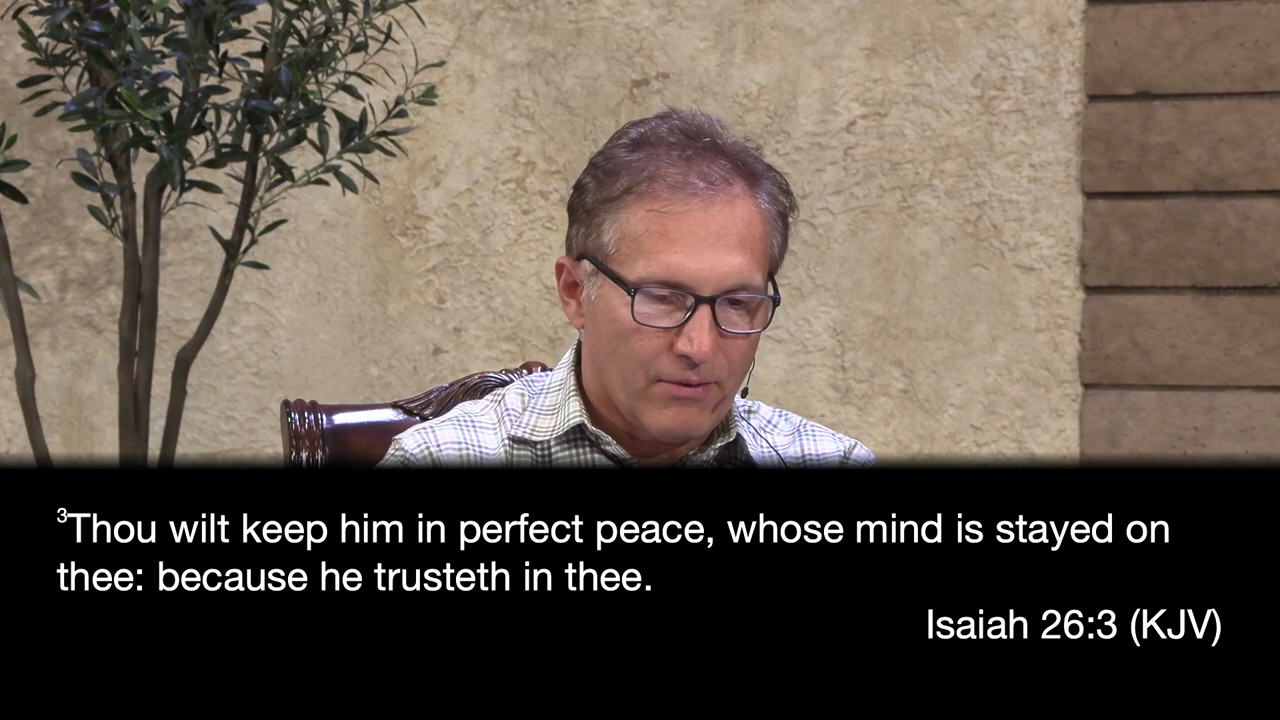 ³Thou wilt keep him in perfect peace, whose mind is stayed on
thee: because he trusteth in thee.
Isaiah 26:3 (KJV)